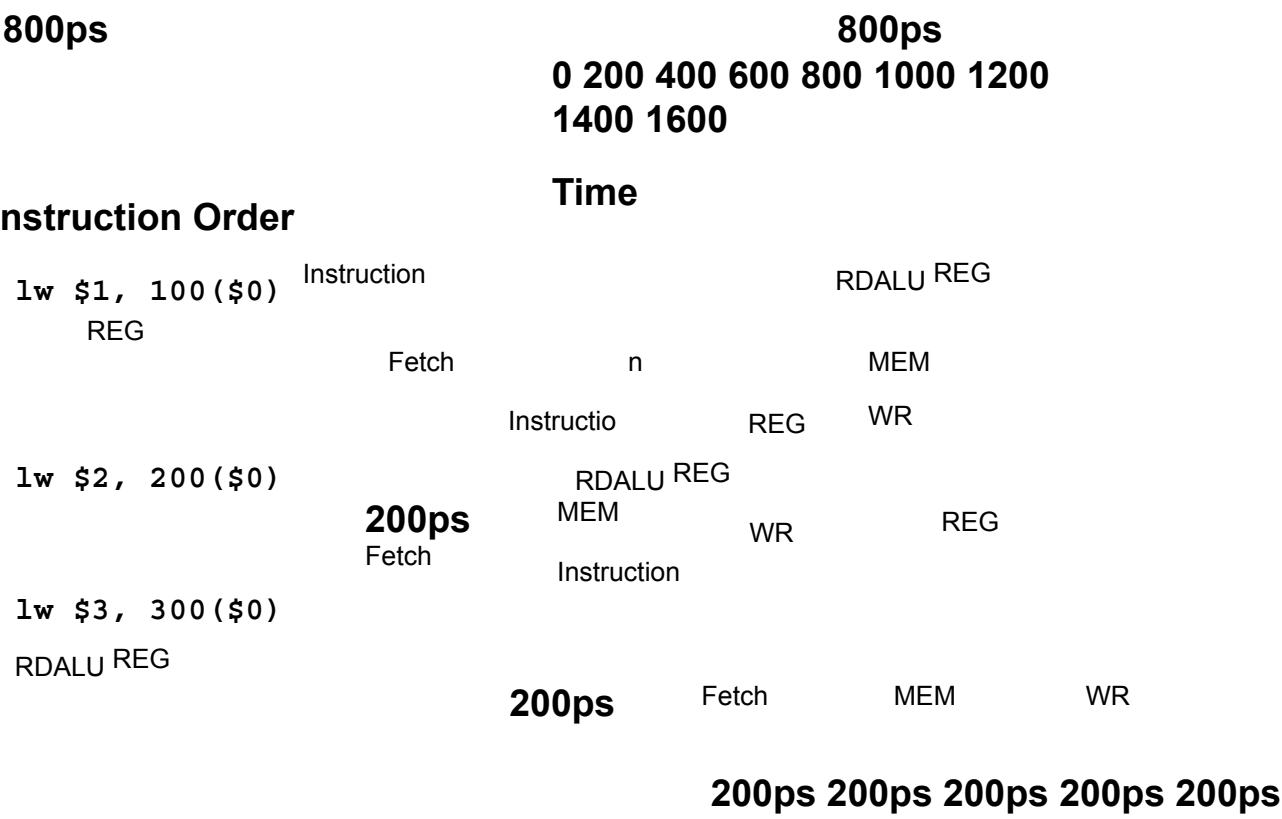 800ps 800ps
0 200 400 600 800 1000 1200
1400 1600
Time
nstruction Order
lw $1, 100($0) Instruction RDALU REG
REG
Fetch n MEM
Instructio REG WR
lw $2, 200($0) RDALU REG
200ps MEM WR REG
Fetch Instruction
lw $3, 300($0)
RDALU REG
200ps Fetch MEM WR
200ps 200ps 200ps 200ps 200ps